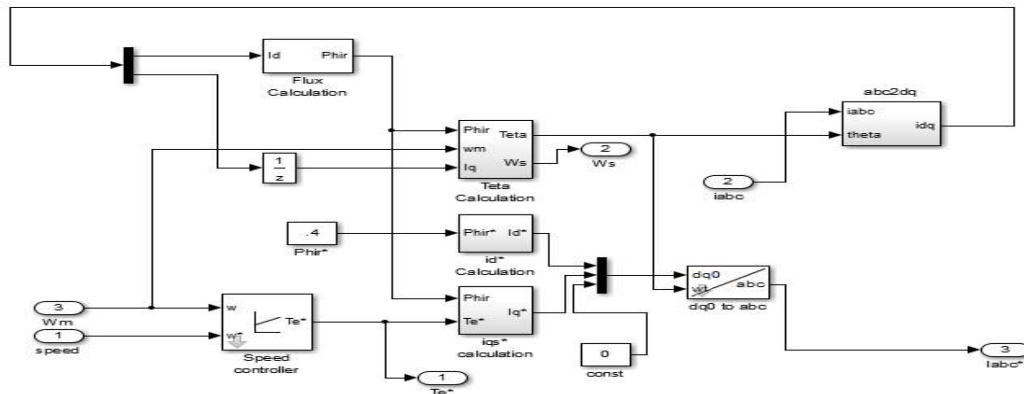 Id Phir
Flux
Calculation
abc2dq
iabc
theta
idq
Phir
wm
Iq
Teta
Ws
Teta
Calculation
2
Ws
2
iabc
1
z
.4
Phir*
Phir* Id*
id*
Calculation
Phir
Te*
Iq*
iqs*
calculation
dq0
wt
abc
dq0 to abc
3
Wm
1
speed
w
w*
Te*
Speed
controller
0
const
1
Te*
3
Iabc*